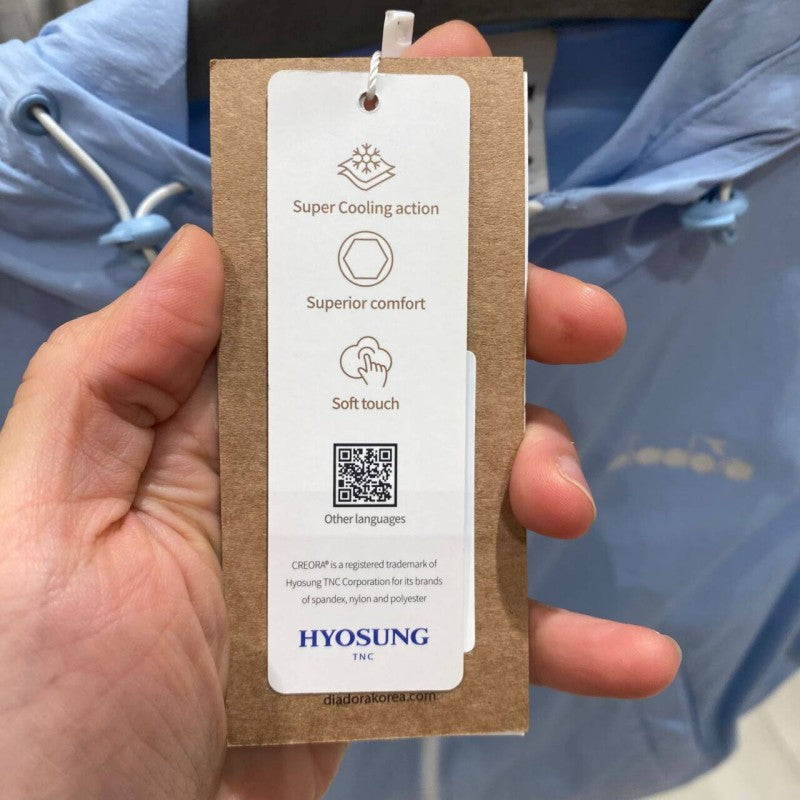 Super Cooling action
Superior comfort
Soft touch
Other languages
CREORA® is a registered trademark of
Hyosung TNC Corporation for its brands
of spandex, nylon and polyester
HYOSUNG
TNC
diadorakorea.com
diadora